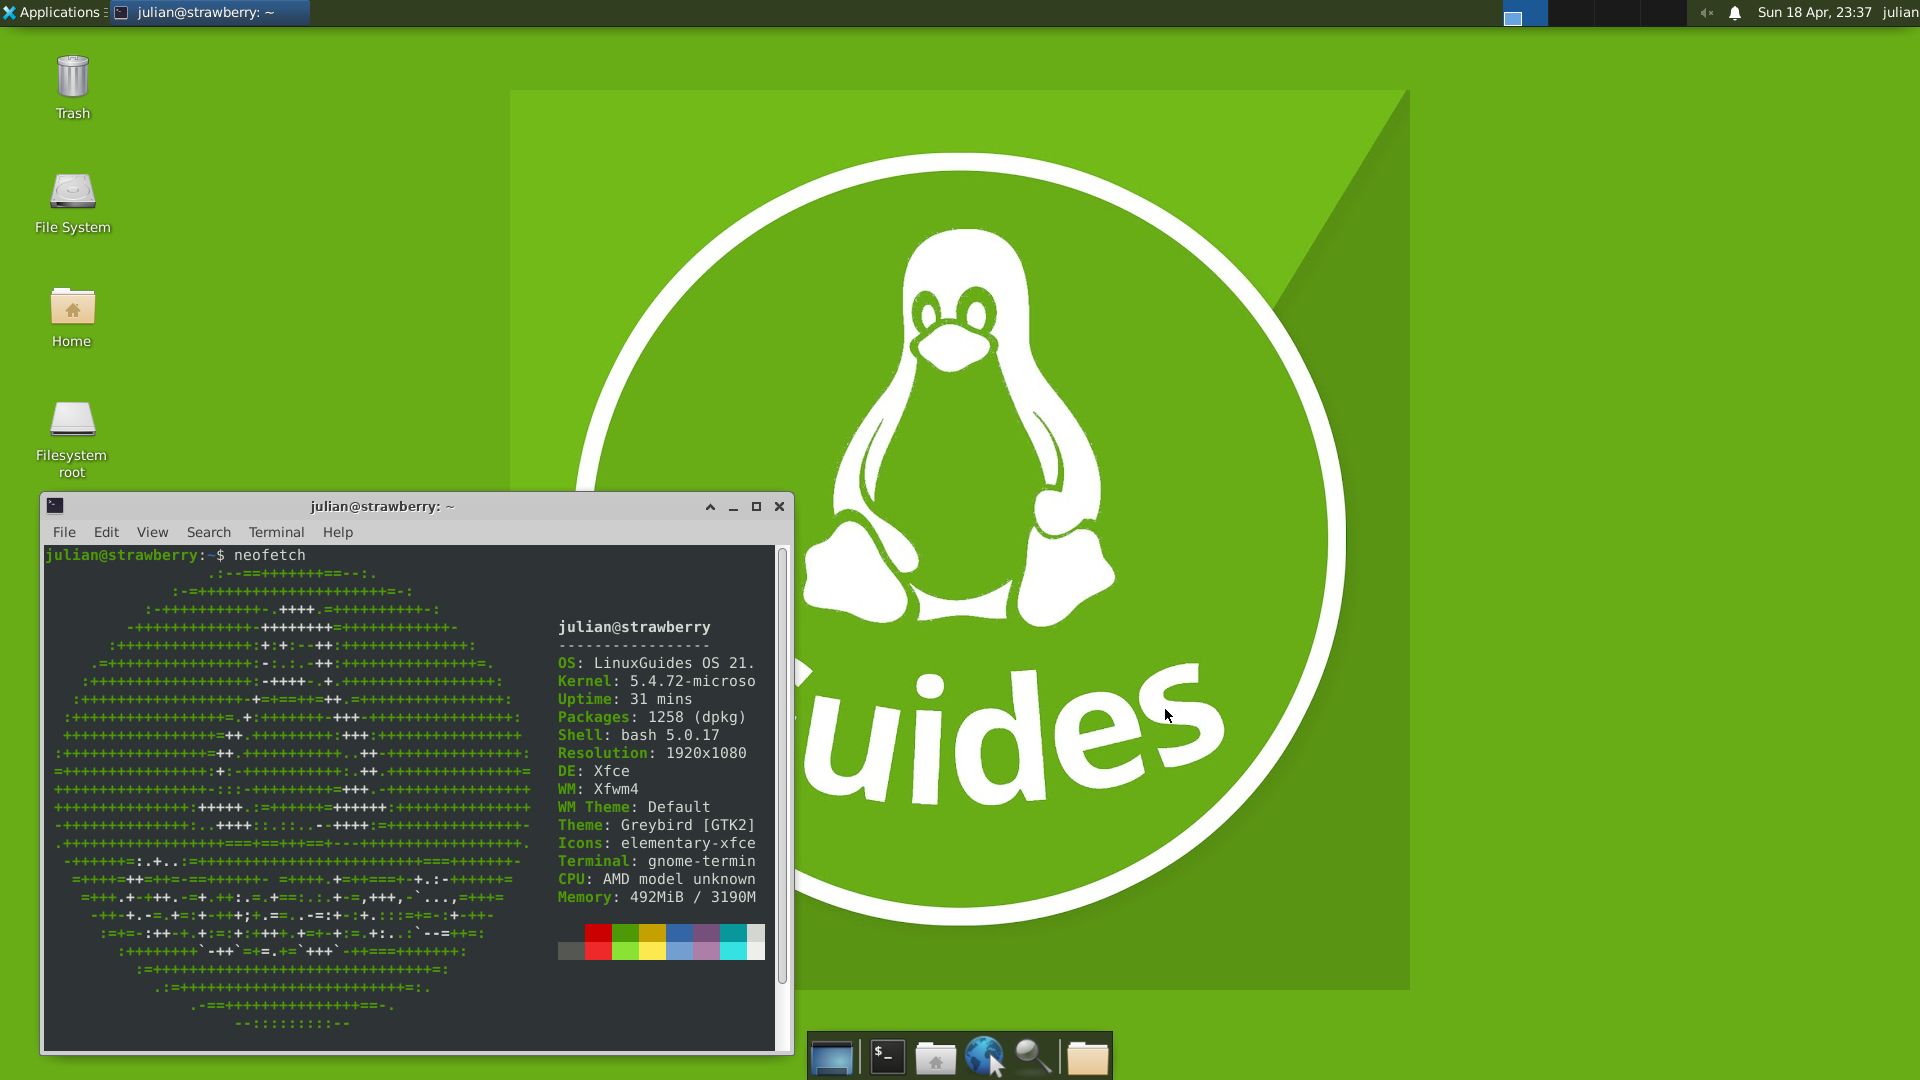 Applications
julian@strawberry: ~
Sun 18 Apr, 23:37
julian
Trash
File System
Home
Filesystem
root
julian@strawberry: ~
File Edit View Search Terminal Help
julian@strawberry:~$ neofetch
julian@strawberry
-----------------
OS: LinuxGuides OS 21.
Kernel: 5.4.72-microso
Uptime: 31 mins
Packages: 1258 (dpkg)
Shell: bash 5.0.17
Resolution: 1920x1080
DE: Xfce
WM: Xfwm4
WM Theme: Default
Theme: Greybird [GTK2]
Icons: elementary-xfce
Terminal: gnome-termin
CPU: AMD model unknown
Memory: 492MiB / 3190M
Guides
$_